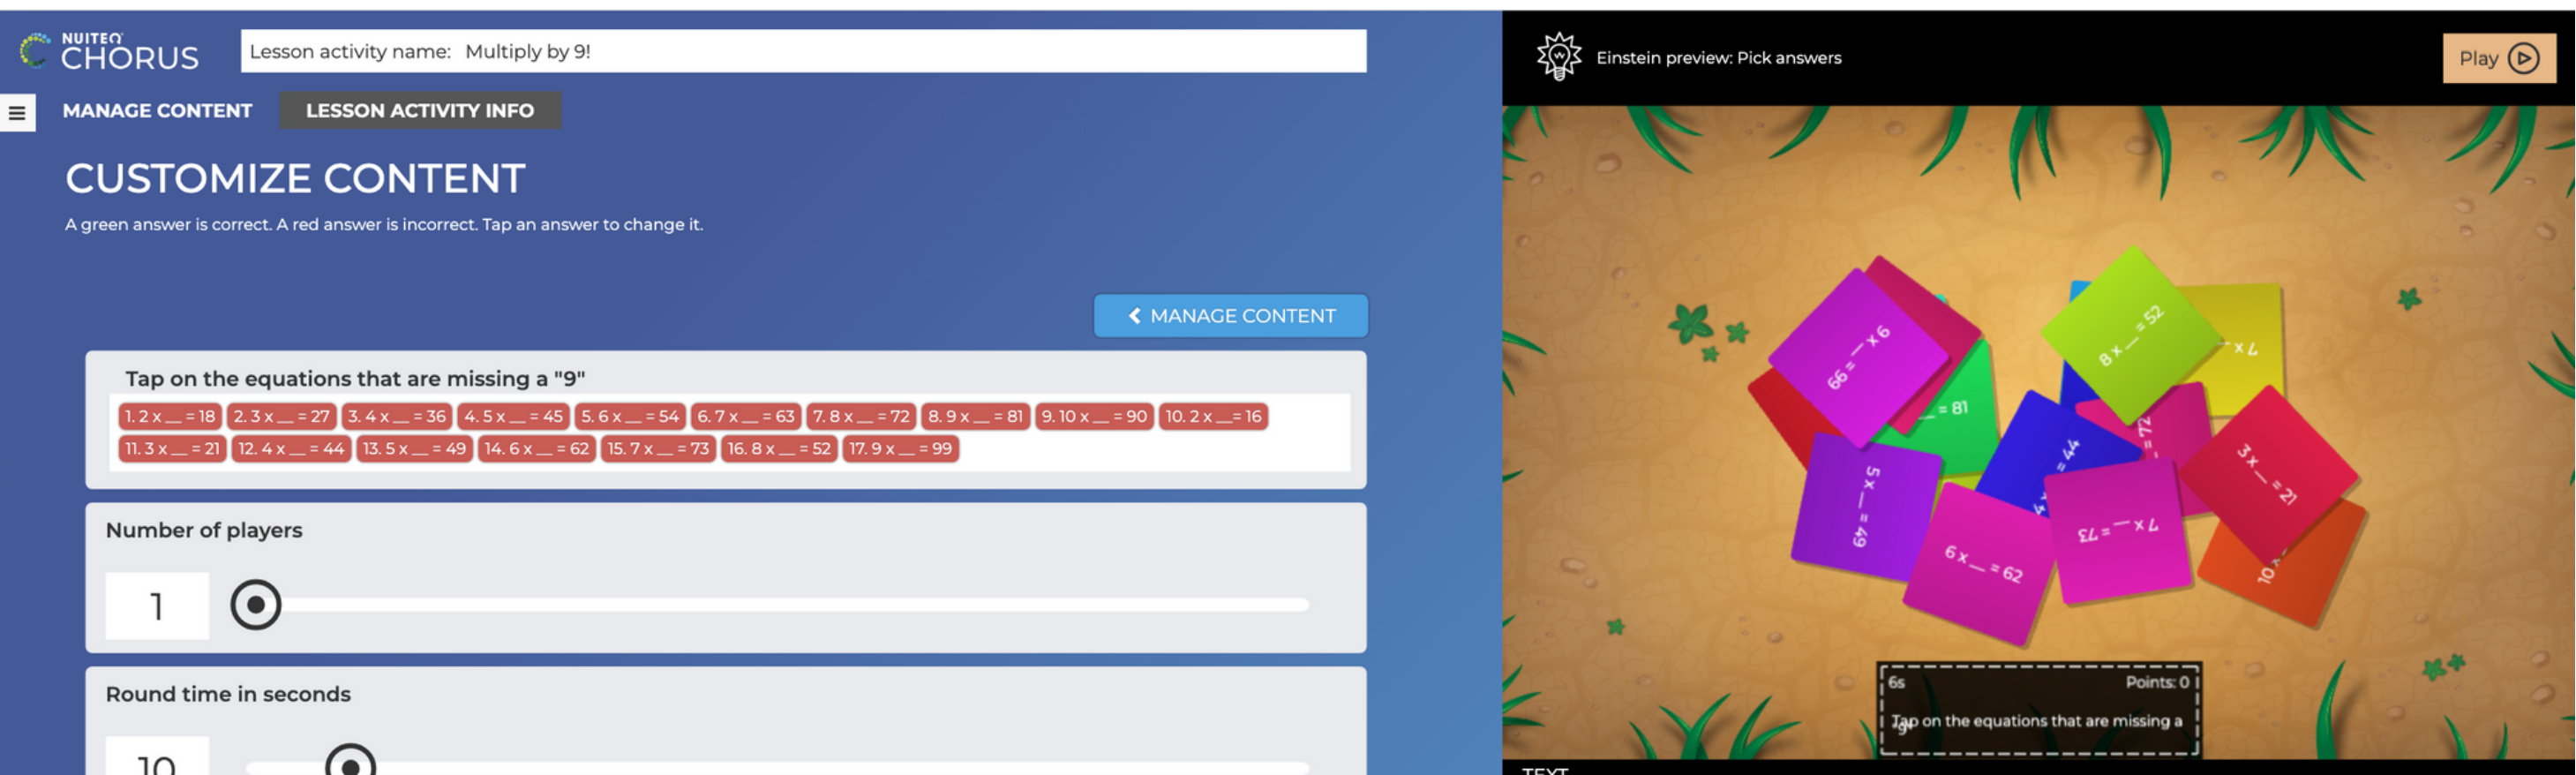 NUITEQ
CHORUS
Lesson activity name: Multiply by 9!
MANAGE CONTENT
LESSON ACTIVITY INFO
CUSTOMIZE CONTENT
A green answer is correct. A red answer is incorrect. Tap an answer to change it.
MANAGE CONTENT
Tap on the equations that are missing a "9"
1. 2 x __ = 18 2. 3 x __ = 27 3. 4 x __ = 36 4. 5 x __ = 45 5. 6 x __ = 54 6. 7 x __ = 63 7. 8 x __ = 72 8. 9 x __ = 81 9. 10 x __ = 90 10. 2 x __= 16
11. 3 x __ = 21 12. 4 x __ = 44 13. 5 x __ = 49 14. 6 x __ = 62 15. 7 x __ = 73 16. 8 x __ = 52 17. 9 x __ = 99
Number of players
1
Round time in seconds
10
Einstein preview: Pick answers
Play
8 x __ = 52
7 x _
= 81
= 72
= 44
3 x __ = 21
5 x __ = 49
6 x __ = 62
7 x __ = 73
10
6s
Points: 0
Tap on the equations that are missing a
"9"
TEXT